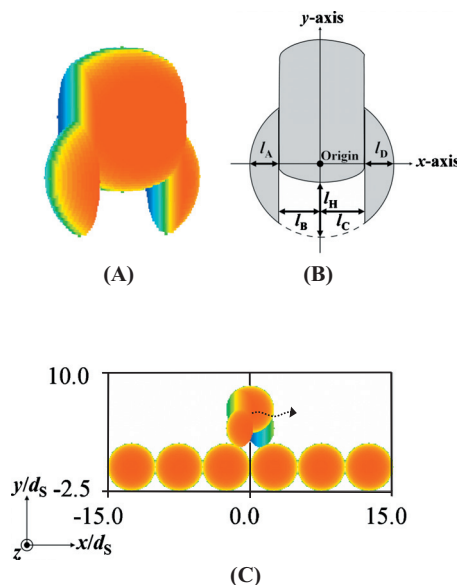 y-axis
Origin
x-axis
l_A
l_D
l_H
l_B
l_C
(A)
(B)
10.0
y/d_S
-2.5
-15.0
0.0
15.0
z
x/d_S
(C)